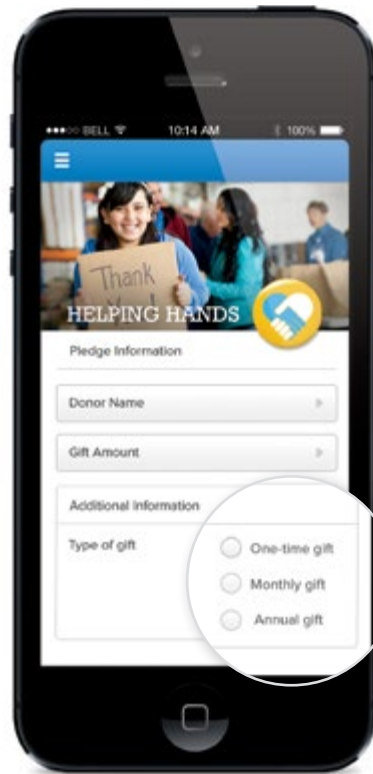 BELL 10:14 AM 100%
Thank
You!
HELPING HANDS
Pledge Information
Donor Name
Gift Amount
Additional Information
Type of gift
One-time gift
Monthly gift
Annual gift